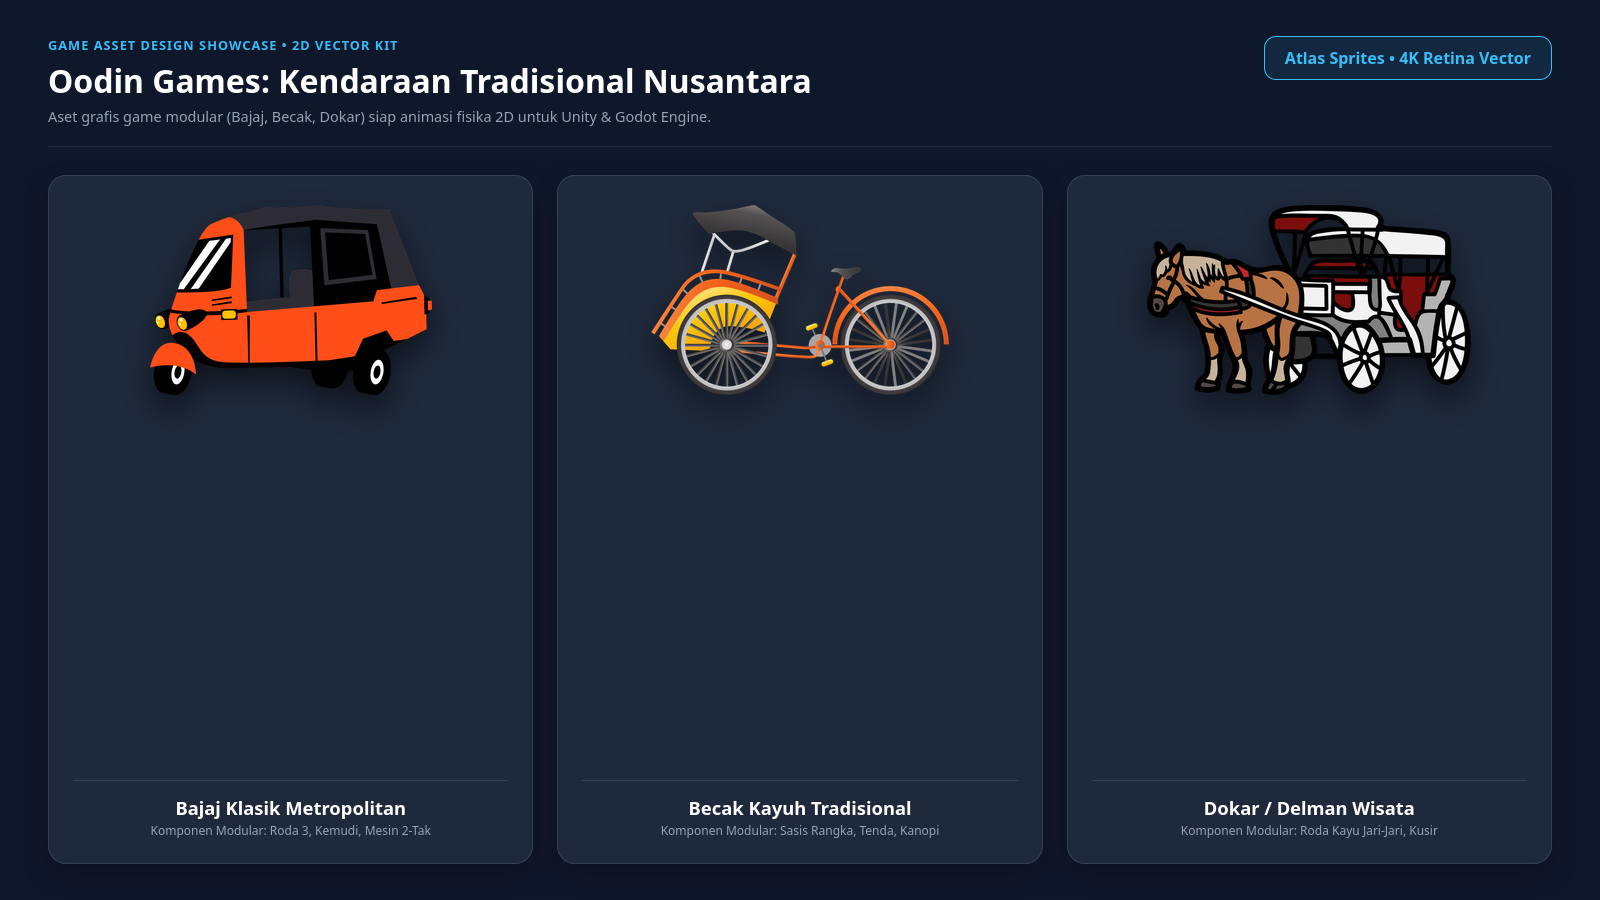 GAME ASSET DESIGN SHOWCASE • 2D VECTOR KIT
Oodin Games: Kendaraan Tradisional Nusantara
Aset grafis game modular (Bajaj, Becak, Dokar) siap animasi fisika 2D untuk Unity & Godot Engine.
Atlas Sprites • 4K Retina Vector
Bajaj Klasik Metropolitan
Komponen Modular: Roda 3, Kemudi, Mesin 2-Tak
Becak Kayuh Tradisional
Komponen Modular: Sasis Rangka, Tenda, Kanopi
Dokar / Delman Wisata
Komponen Modular: Roda Kayu Jari-Jari, Kusir